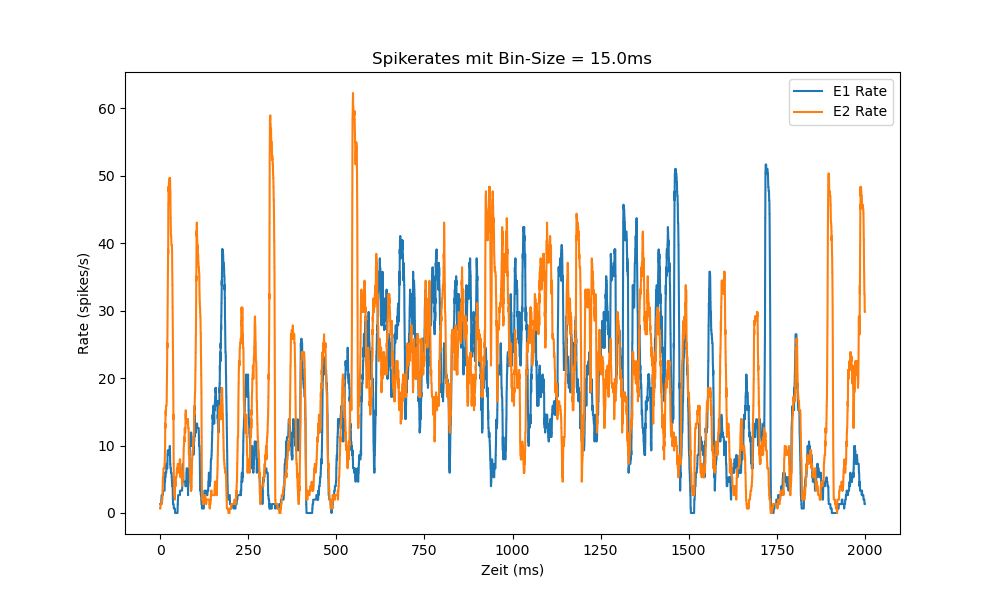 Spikerates mit Bin-Size = 15.0ms
E1 Rate
E2 Rate
Rate (spikes/s)
60
50
40
30
20
10
0
0 250 500 750 1000 1250 1500 1750 2000
Zeit (ms)